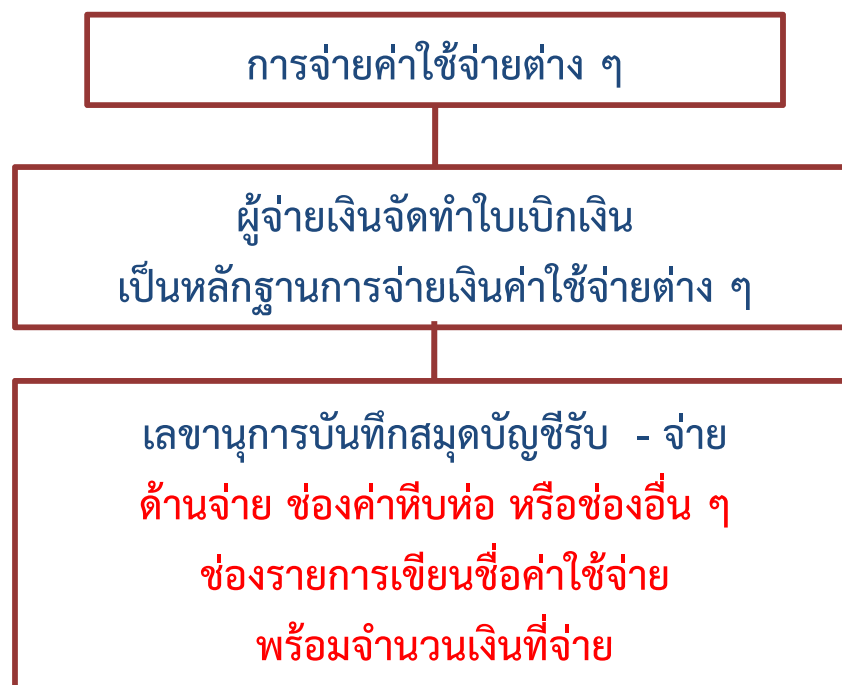 การจ่ายค่าใช้จ่ายต่าง ๆ
ผู้จ่ายเงินจัดทำใบเบิกเงิน
เป็นหลักฐานการจ่ายเงินค่าใช้จ่ายต่าง ๆ
เลขานุการบันทึกสมุดบัญชีรับ - จ่าย
ด้านจ่าย ช่องค่าหีบห่อ หรือช่องอื่น ๆ
ช่องรายการเขียนชื่อค่าใช้จ่าย
พร้อมจำนวนเงินที่จ่าย